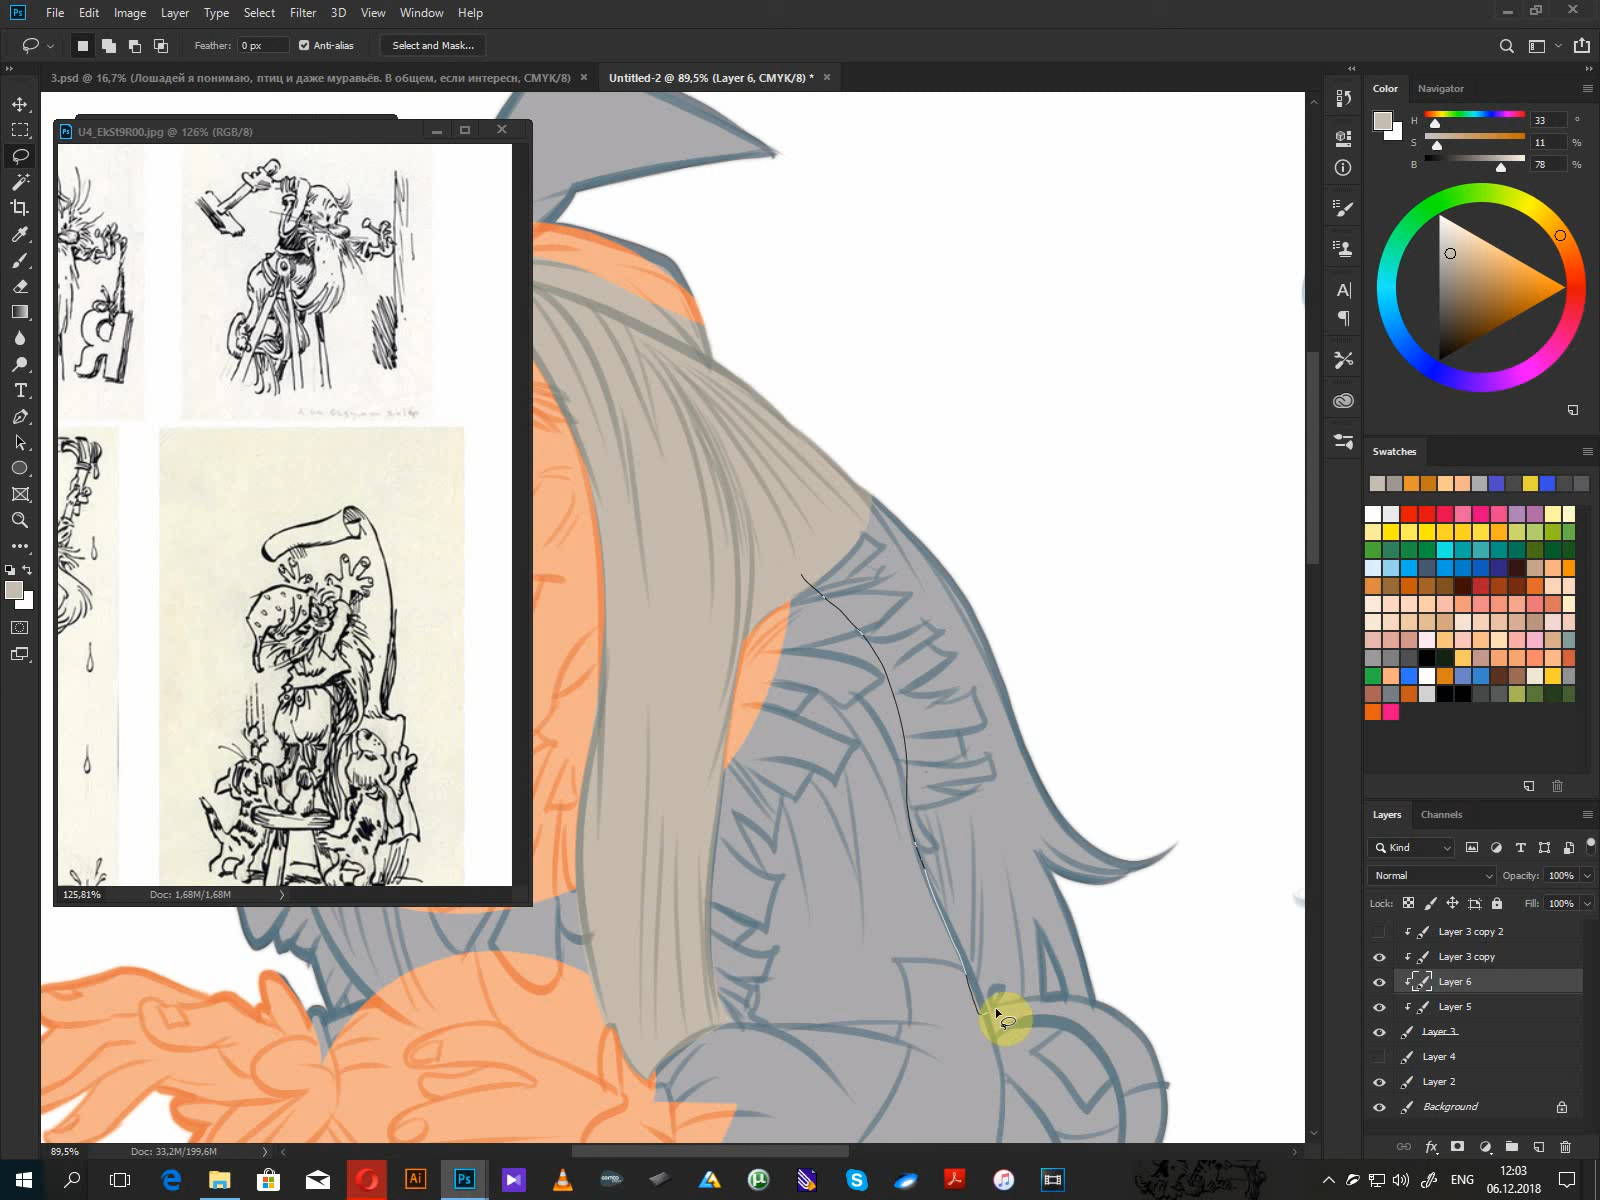 Ps File Edit Image Layer Type Select Filter 3D View Window Help
Feather: 0 px Anti-alias Select and Mask...
3.psd @ 16,7% (Лошадей я понимаю, птиц и даже муравьёв. В общем, если интересн, CMYK/8) × Untitled-2 @ 89,5% (Layer 6, CMYK/8) * ×
Ps U4_EkSt9R00.jpg @ 126% (RGB/8)
Я
125,81% Doc: 1,68M/1,68M
Color Navigator
H 33 °
S 11 %
B 78 %
Swatches
Layers Channels
Kind
Normal Opacity: 100%
Lock: Fill: 100%
Layer 3 copy 2
Layer 3 copy
Layer 6
Layer 5
Layer 3
Layer 4
Layer 2
Background
fx
89,5% Doc: 33,2M/199,6M
Ai Ps ENG 12:03
06.12.2018